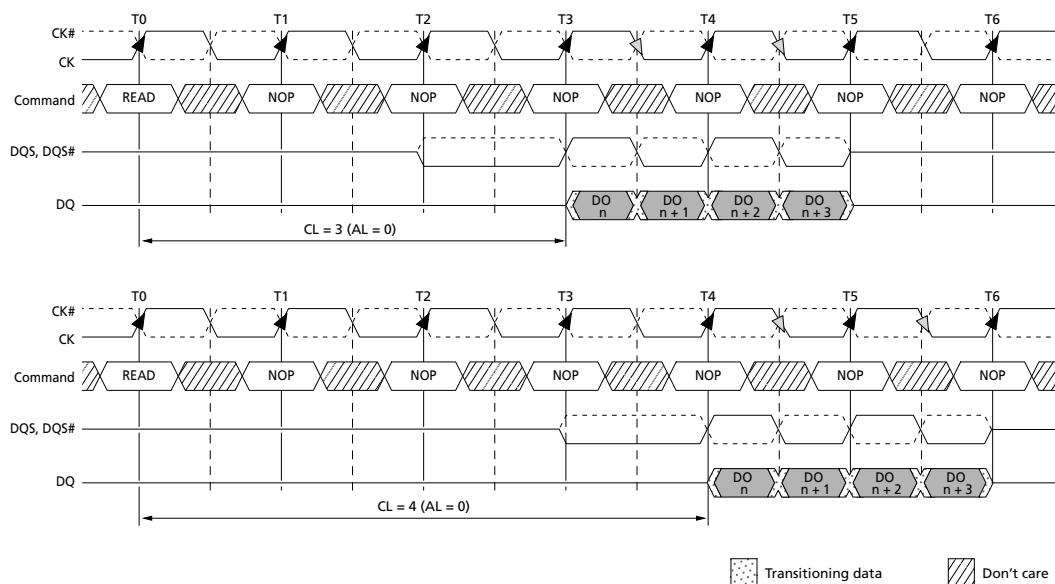 T0 T1 T2 T3 T4 T5 T6
CK#
CK
Command READ NOP NOP NOP NOP NOP NOP
DQS, DQS#
DQ DO n DO n + 1 DO n + 2 DO n + 3
CL = 3 (AL = 0)
T0 T1 T2 T3 T4 T5 T6
CK#
CK
Command READ NOP NOP NOP NOP NOP NOP
DQS, DQS#
DQ DO n DO n + 1 DO n + 2 DO n + 3
CL = 4 (AL = 0)
Transitioning data Don't care